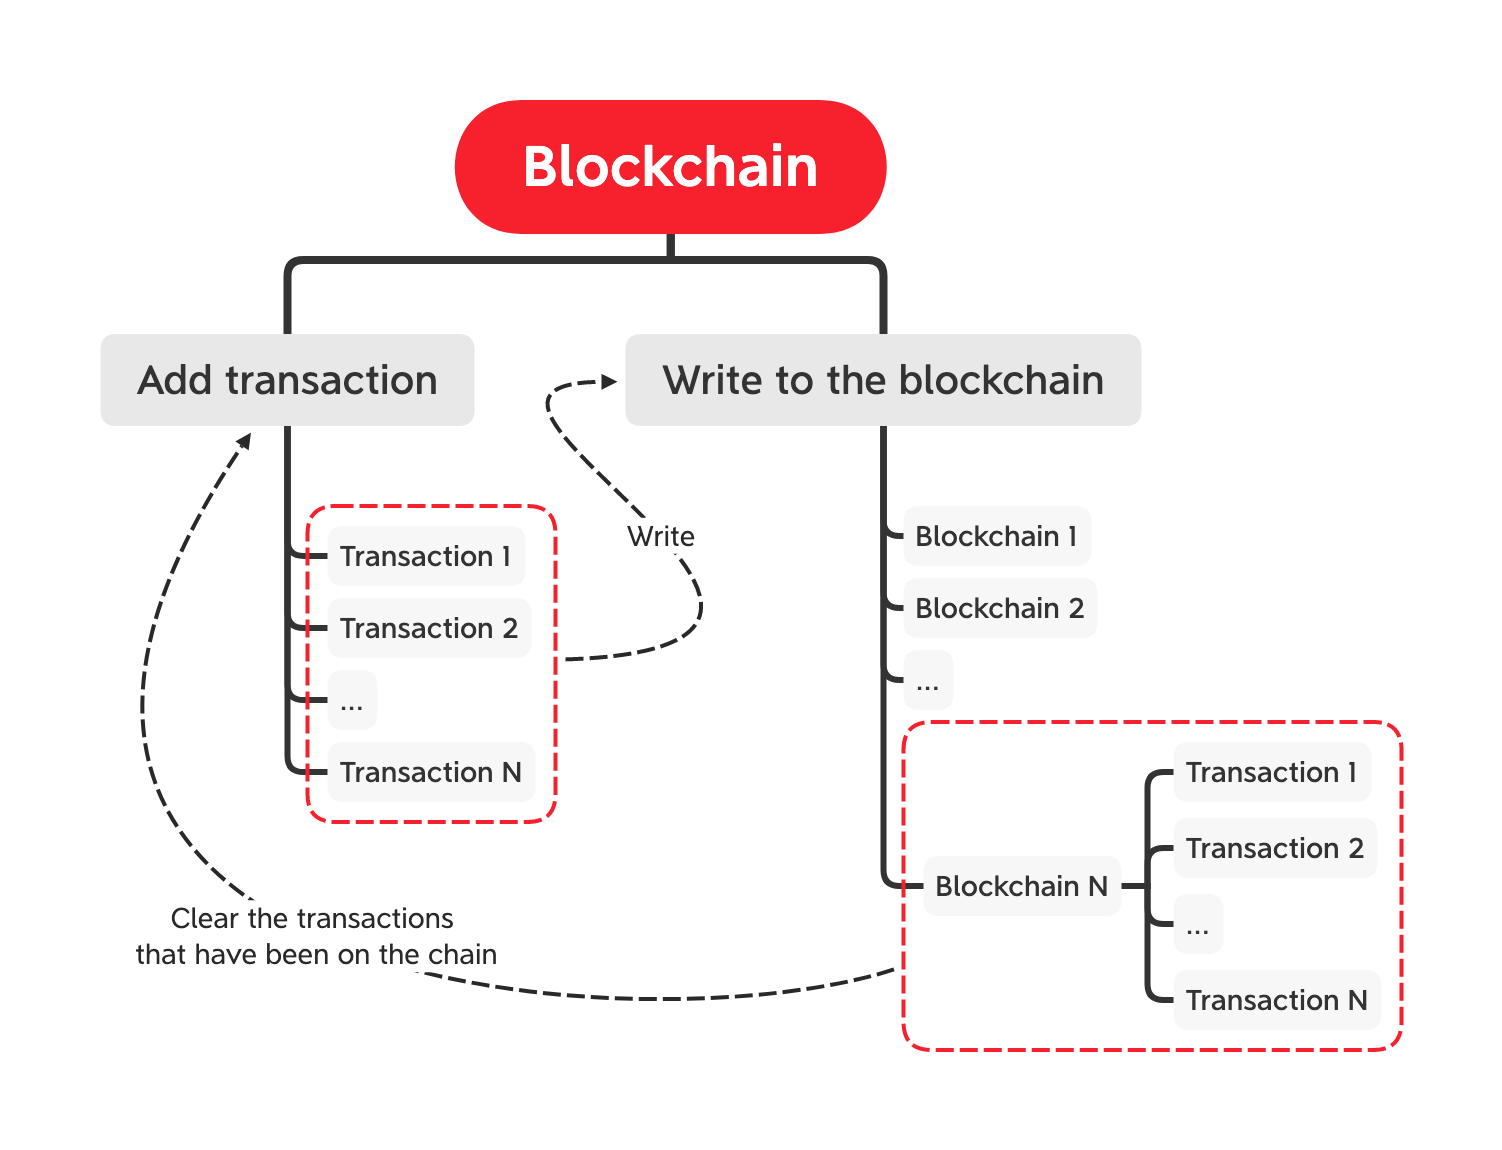 Blockchain
Add transaction
Write to the blockchain
Transaction 1
Transaction 2
...
Transaction N
Write
Blockchain 1
Blockchain 2
...
Blockchain N
Transaction 1
Transaction 2
...
Transaction N
Clear the transactions
that have been on the chain